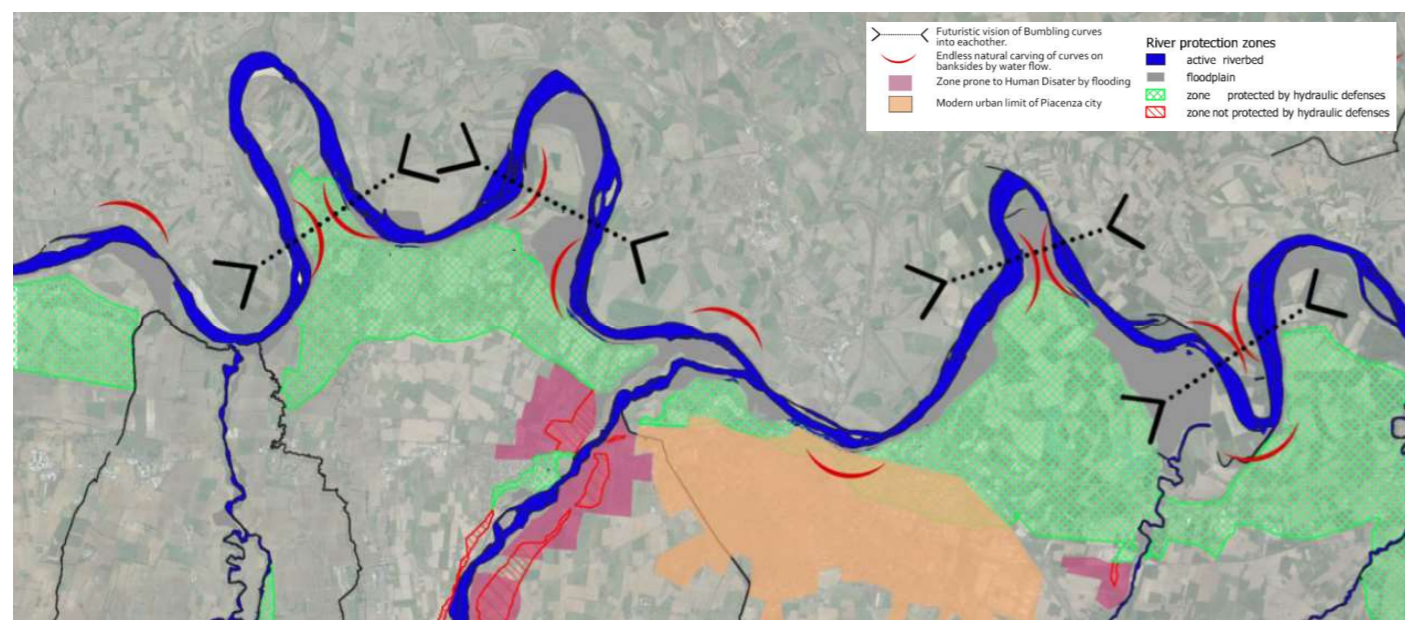 Futuristic vision of Bumbling curves
into eachother.
Endless natural carving of curves on
banksides by water flow.
Zone prone to Human Disater by flooding
Modern urban limit of Piacenza city
River protection zones
active riverbed
floodplain
zone protected by hydraulic defenses
zone not protected by hydraulic defenses